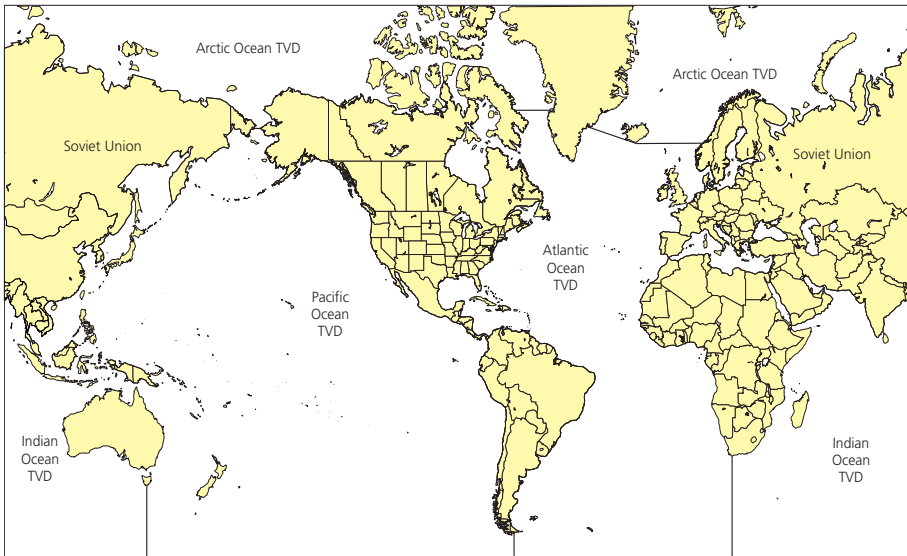 Arctic Ocean TVD
Arctic Ocean TVD
Soviet Union
Soviet Union
Atlantic
Ocean
TVD
Pacific
Ocean
TVD
Indian
Ocean
TVD
Indian
Ocean
TVD